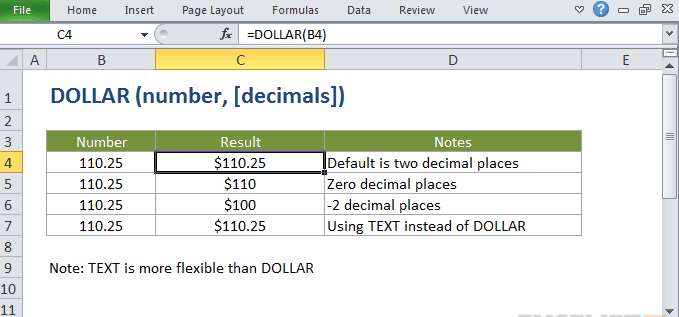 File Home Insert Page Layout Formulas Data Review View
C4 fx =DOLLAR(B4)
A B C D E
1 DOLLAR (number, [decimals])
2
3 Number Result Notes
4 110.25 $110.25 Default is two decimal places
5 110.25 $110 Zero decimal places
6 110.25 $100 -2 decimal places
7 110.25 $110.25 Using TEXT instead of DOLLAR
8
9 Note: TEXT is more flexible than DOLLAR
10
11